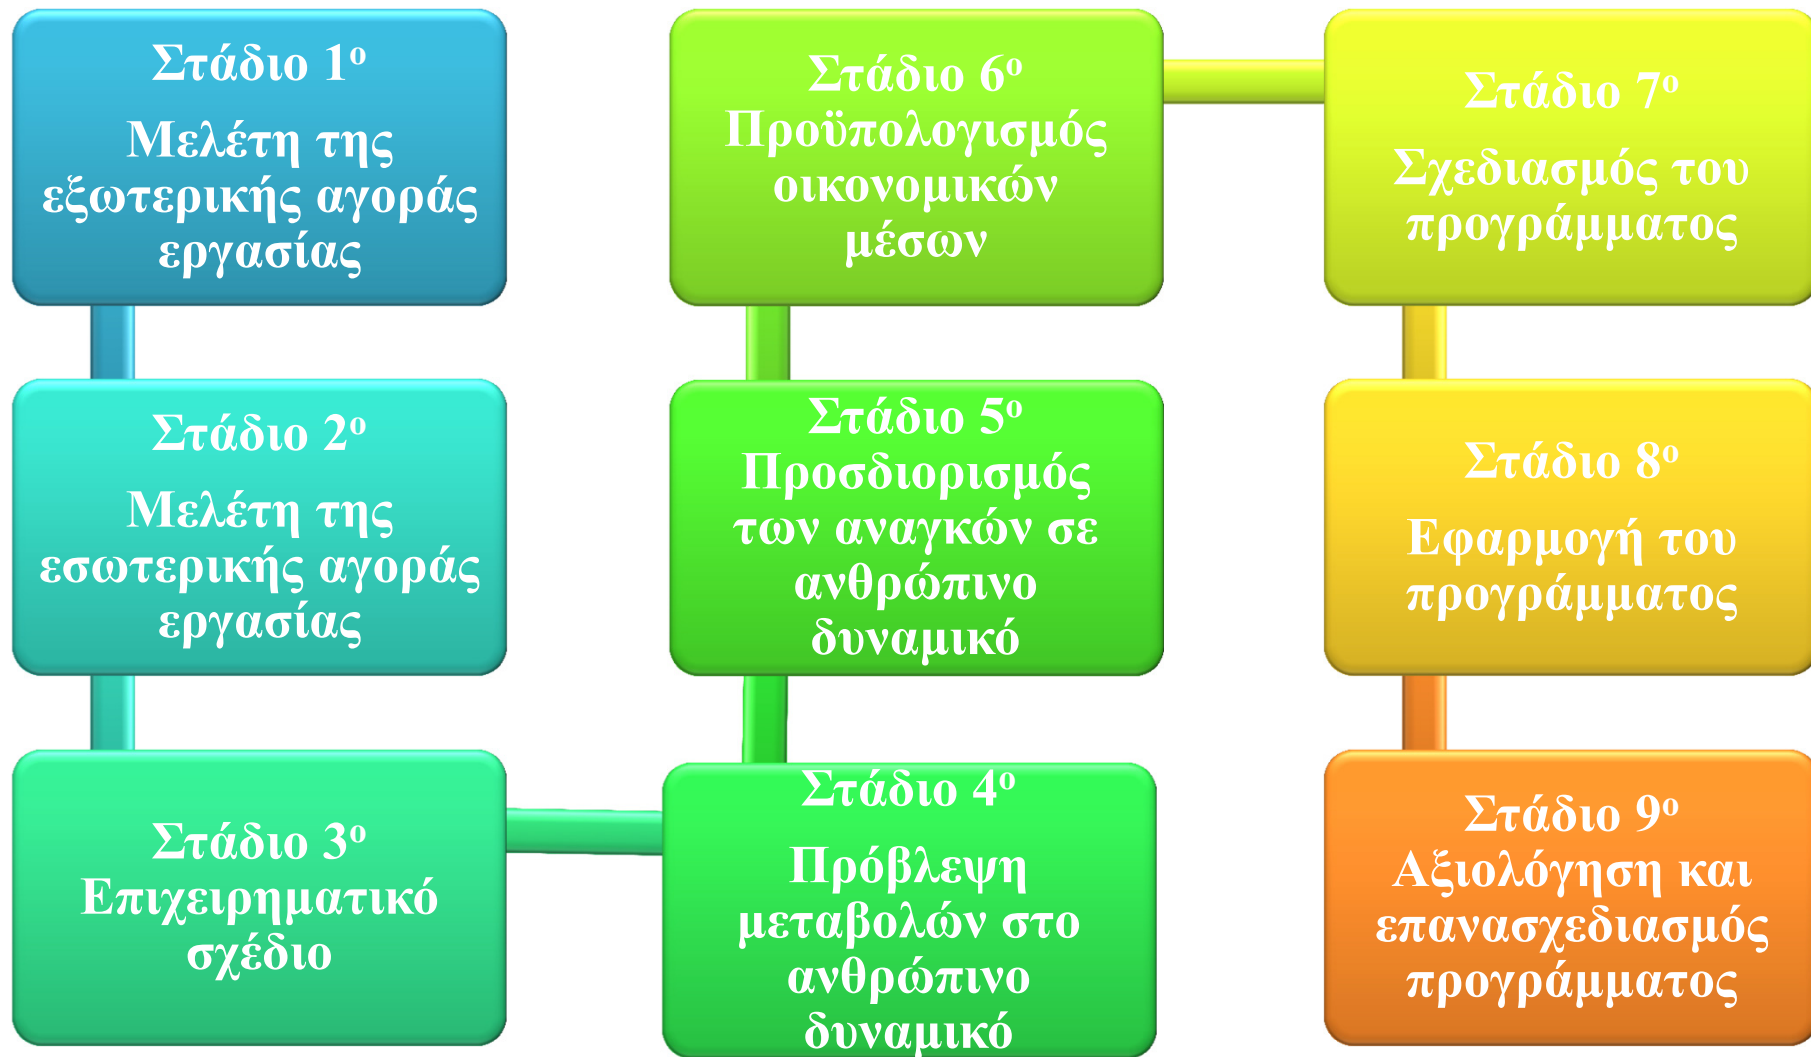 Στάδιο 1ο
Μελέτη της
εξωτερικής αγοράς
εργασίας
Στάδιο 2ο
Μελέτη της
εσωτερικής αγοράς
εργασίας
Στάδιο 3ο
Επιχειρηματικό
σχέδιο
Στάδιο 4ο
Πρόβλεψη
μεταβολών στο
ανθρώπινο
δυναμικό
Στάδιο 5ο
Προσδιορισμός
των αναγκών σε
ανθρώπινο
δυναμικό
Στάδιο 6ο
Προϋπολογισμός
οικονομικών
μέσων
Στάδιο 7ο
Σχεδιασμός του
προγράμματος
Στάδιο 8ο
Εφαρμογή του
προγράμματος
Στάδιο 9ο
Αξιολόγηση και
επανασχεδιασμός
προγράμματος